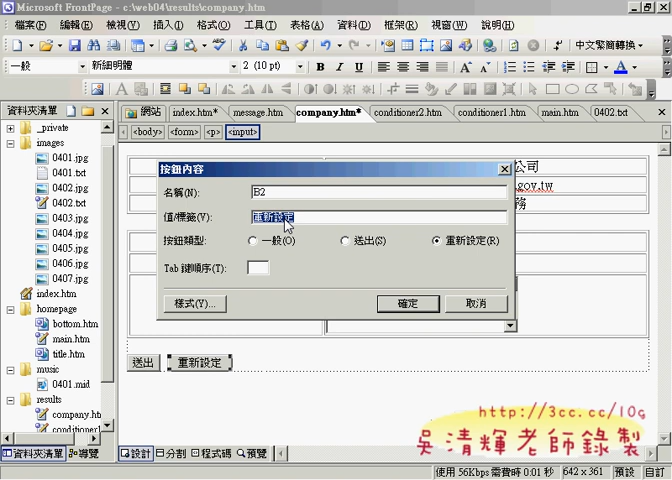 Microsoft FrontPage - c:\web04\results\company.htm
檔案(F) 編輯(E) 檢視(V) 插入(I) 格式(O) 工具(T) 表格(A) 資料(D) 框架(R) 視窗(W) 說明(H)
中文繁簡轉換
一般 新細明體 2 (10 pt) B I U
資料夾清單 網站 index.htm* message.htm company.htm* conditioner2.htm conditioner1.htm main.htm 0402.txt
<body> <form> <p> <input>
_private
images
0401.jpg
0401.txt
0402.jpg
0402.txt
0403.jpg
0404.jpg
0405.jpg
0406.jpg
0407.jpg
index.htm
homepage
bottom.htm
main.htm
title.htm
music
0401.mid
results
company.ht
conditioner1
公司
.gov.tw
務
按鈕內容
名稱(N): B2
值/標籤(V): 重新設定
按鈕類型: 一般(O) 送出(S) 重新設定(R)
Tab 鍵順序(T):
樣式(Y)... 確定 取消
送出 重新設定
http://3cc.cc/10g
吳清輝老師錄製
資料夾清單 導覽 設計 分割 程式碼 預覽
使用 56Kbps 需費時 0:01 秒 642 x 361 預設 自訂